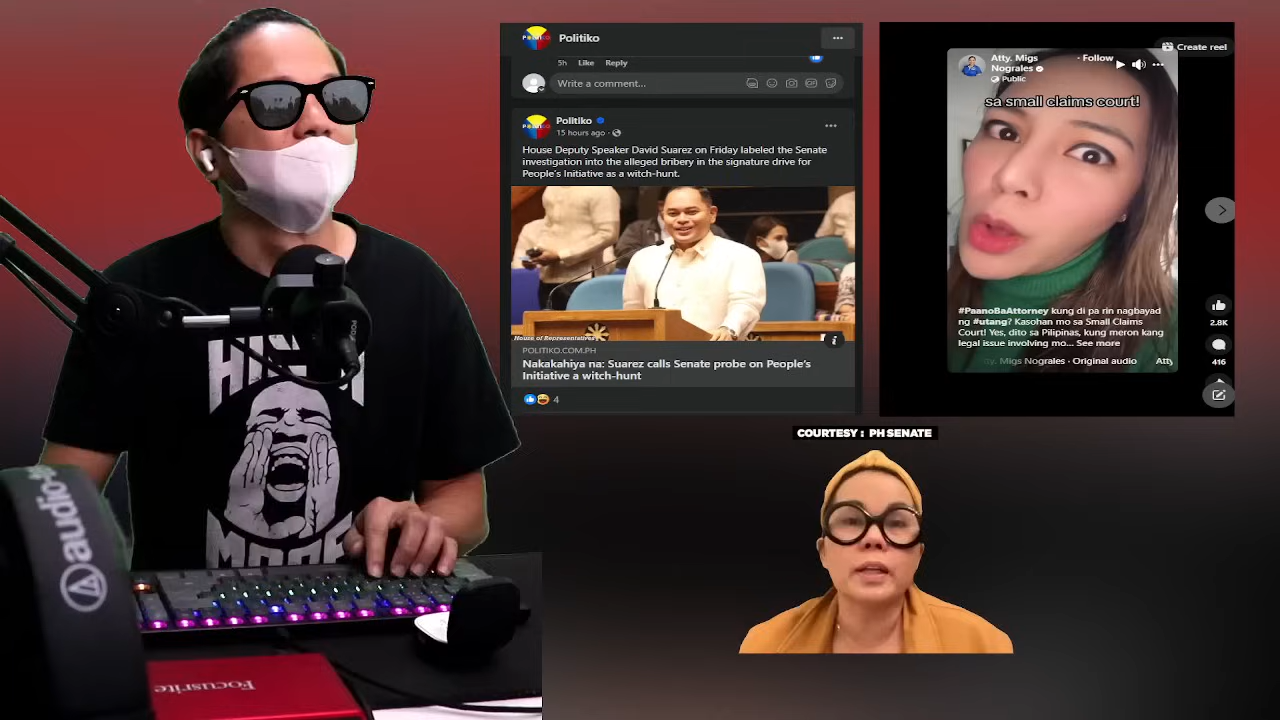 POLITIKO
Politiko
5h Like Reply
Write a comment...
GIF
POLITIKO
Politiko
15 hours ago
House Deputy Speaker David Suarez on Friday labeled the Senate
investigation into the alleged bribery in the signature drive for
People's Initiative as a witch-hunt.
House of Representatives
POLITIKO.COM.PH
Nakakahiya na: Suarez calls Senate probe on People's
Initiative a witch-hunt
4
Create reel
Atty. Migs
Nograles
· Follow
Public
sa small claims court!
#PaanoBaAttorney kung di pa rin nagbayad
ng #utang? Kasohan mo sa Small Claims
Court! Yes, dito sa Pilipinas, kung meron kang
legal issue involving mo... See more
. Migs Nograles · Original audio Atty
2.8K
416
COURTESY : PH SENATE
audio-
Focusrite